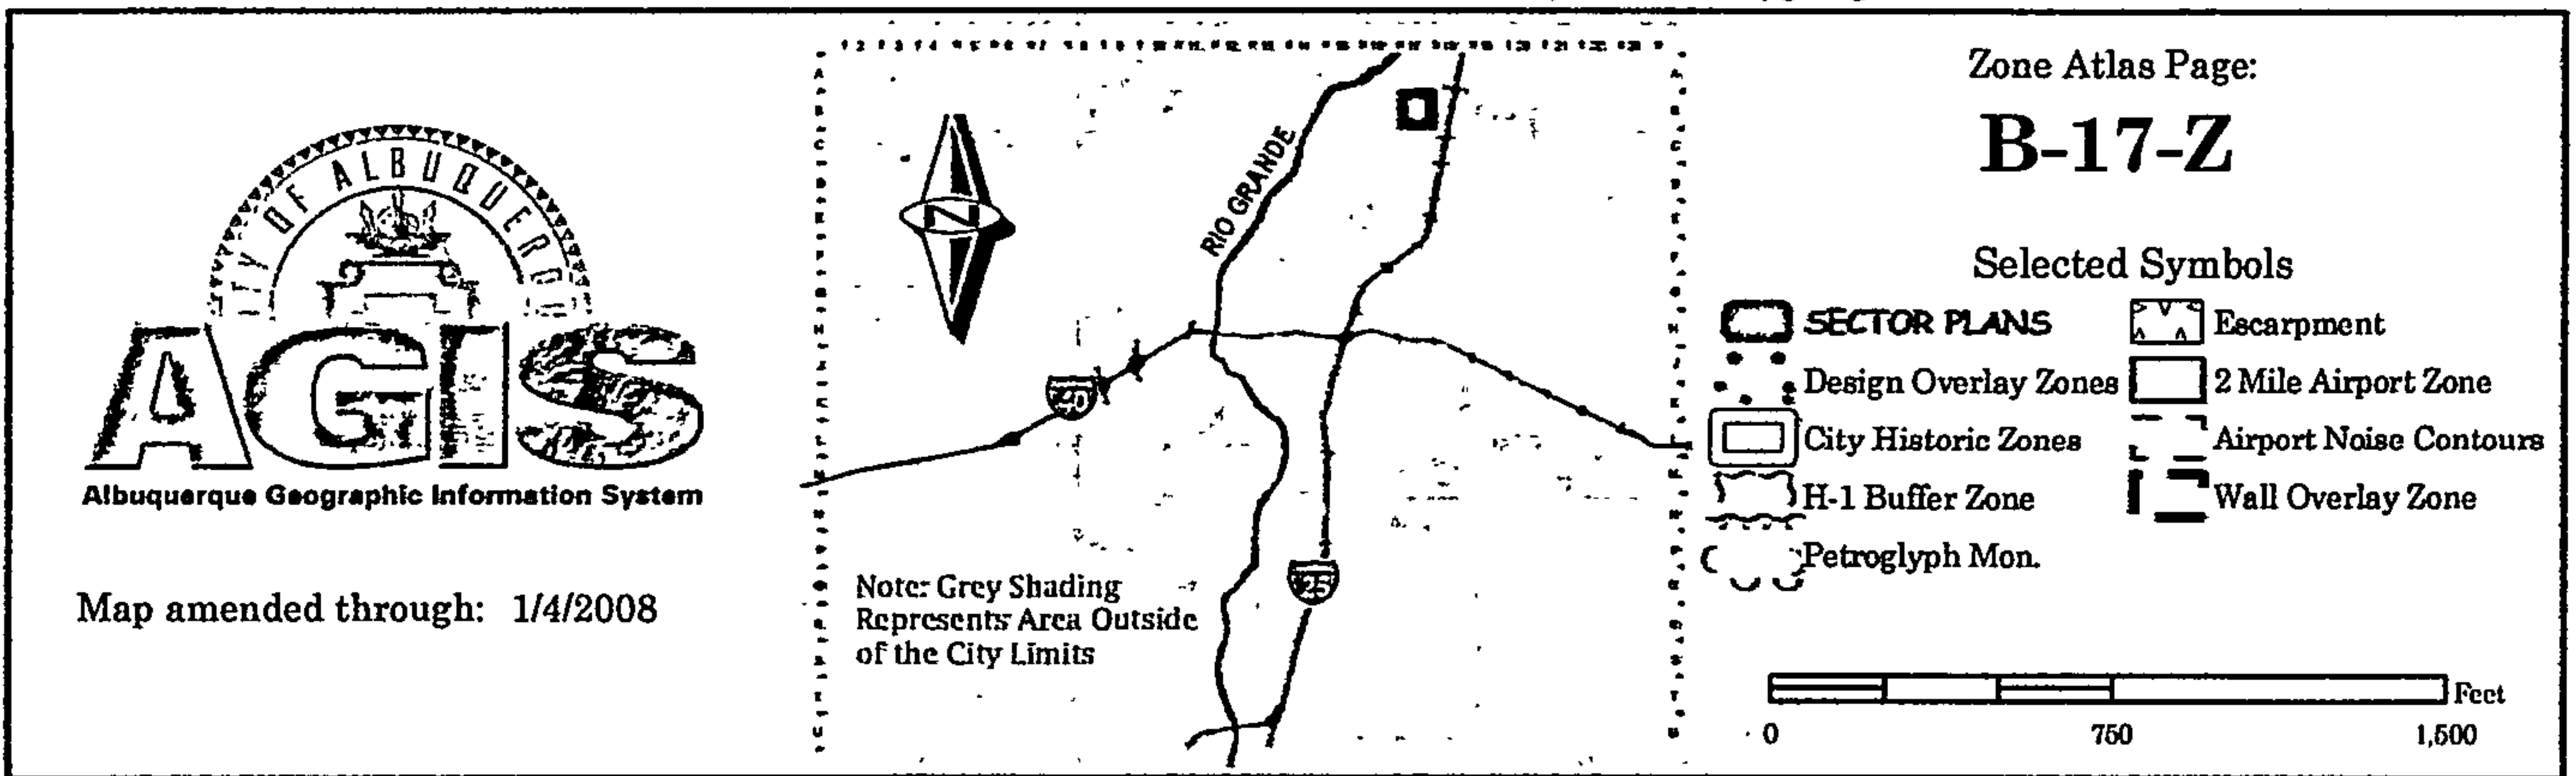 CITY OF ALBUQUERQUE
AGIS
Albuquerque Geographic Information System
Map amended through: 1/4/2008
N
RIO GRANDE
40
25
Note: Grey Shading
Represents Area Outside
of the City Limits
Zone Atlas Page:
B-17-Z
Selected Symbols
SECTOR PLANS
Design Overlay Zones
City Historic Zones
H-1 Buffer Zone
Petroglyph Mon.
Escarpment
2 Mile Airport Zone
Airport Noise Contours
Wall Overlay Zone
Feet
0 750 1,500